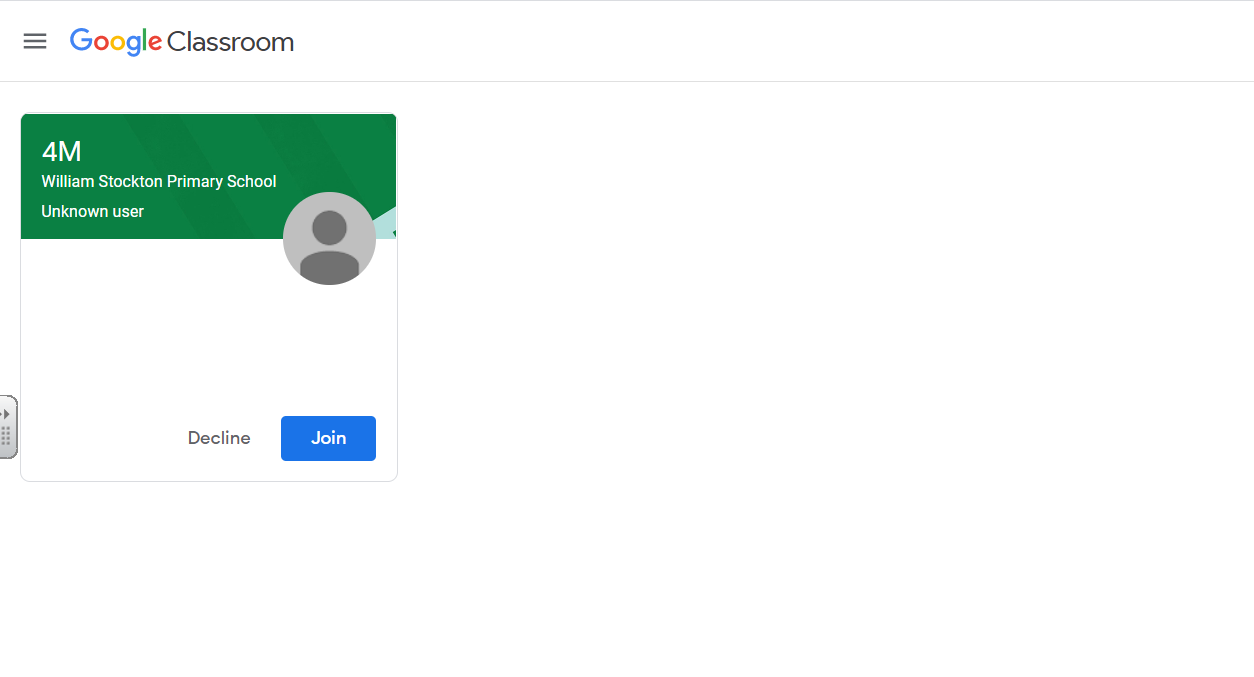 Google Classroom
4M
William Stockton Primary School
Unknown user
Decline
Join